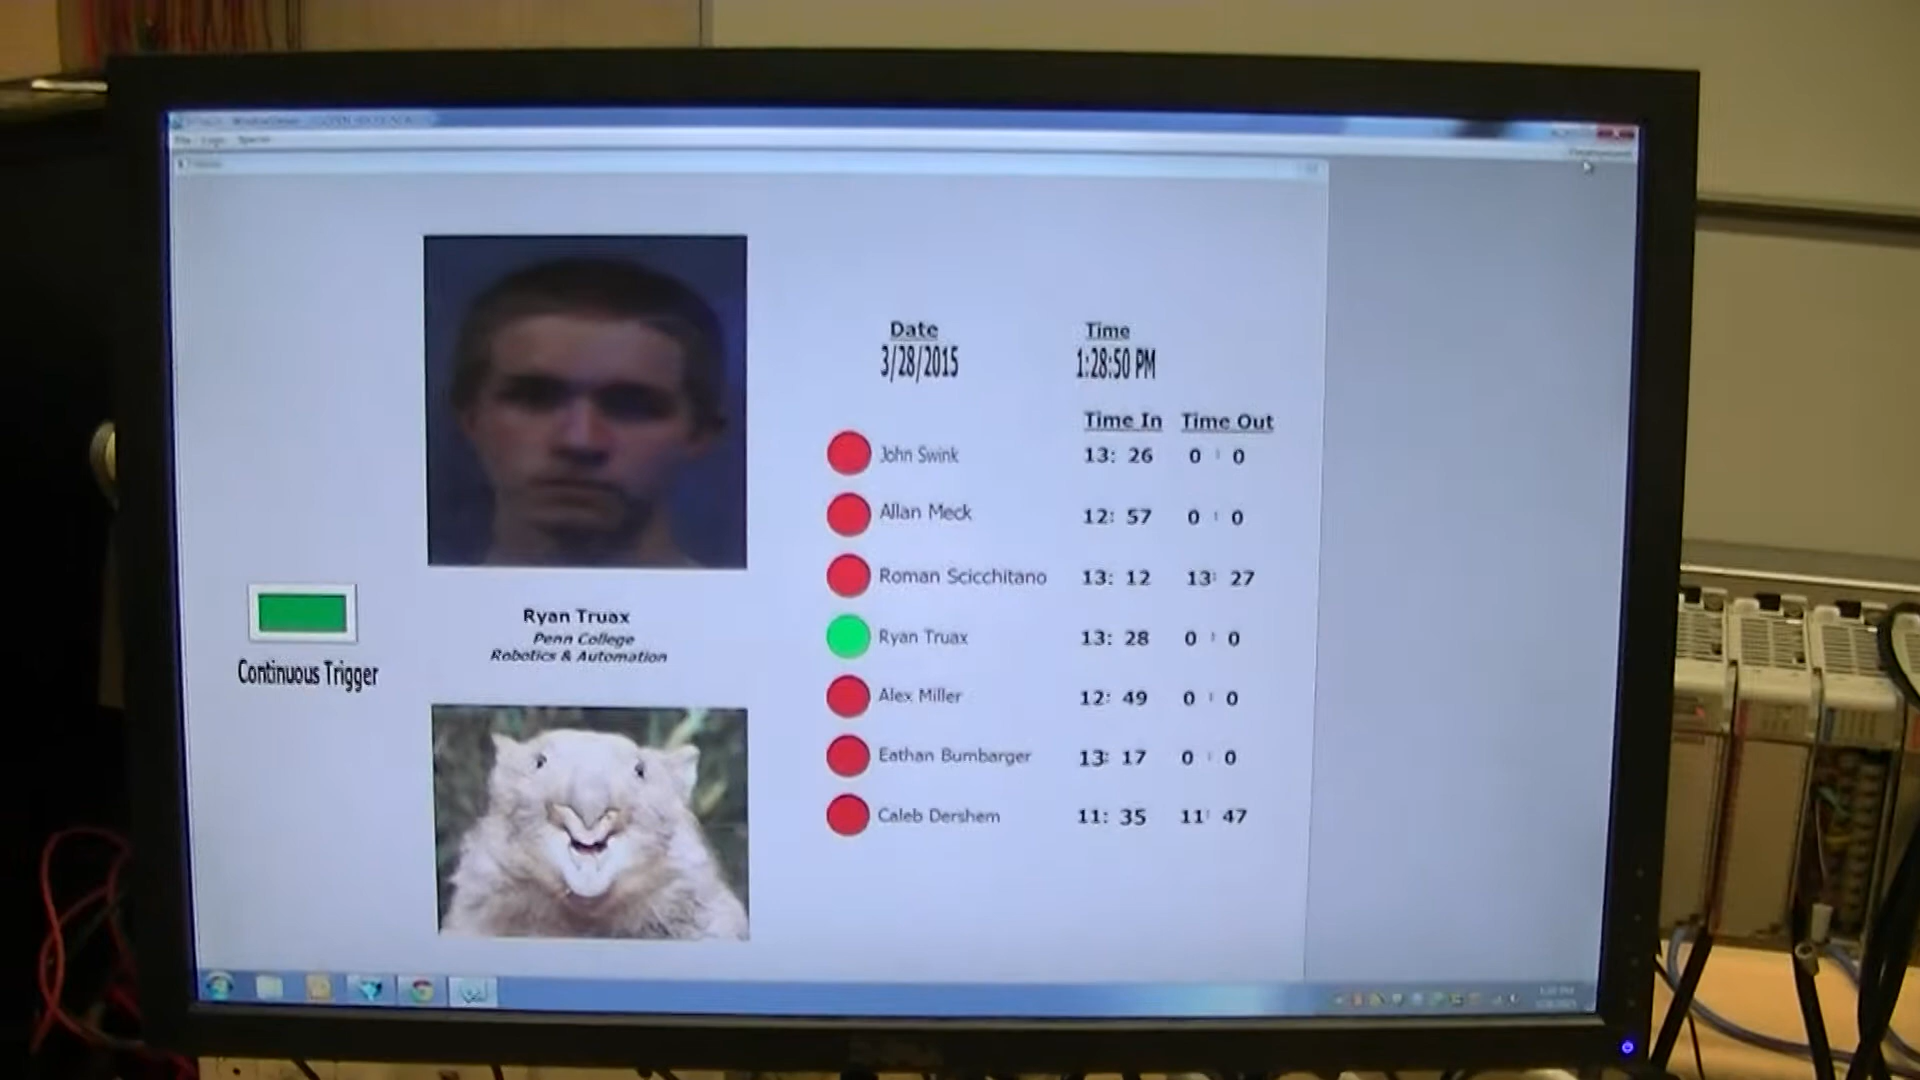 Date Time
3/28/2015 1:28:50 PM
Time In Time Out
John Swink 13: 26 0 : 0
Allan Meck 12: 57 0 : 0
Roman Scicchitano 13: 12 13: 27
Ryan Truax 13: 28 0 : 0
Alex Miller 12: 49 0 : 0
Eathan Bumbarger 13: 17 0 : 0
Caleb Dershem 11: 35 11: 47
Ryan Truax
Penn College
Robotics & Automation
Continuous Trigger